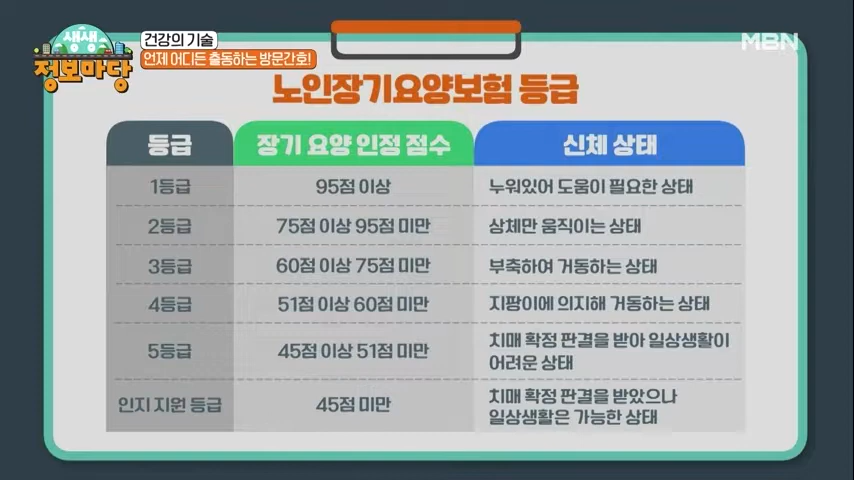 생생
정보마당
건강의 기술
언제 어디든 출동하는 방문간호!
MBN
노인장기요양보험 등급
등급 장기 요양 인정 점수 신체 상태
1등급 95점 이상 누워있어 도움이 필요한 상태
2등급 75점 이상 95점 미만 상체만 움직이는 상태
3등급 60점 이상 75점 미만 부축하여 거동하는 상태
4등급 51점 이상 60점 미만 지팡이에 의지해 거동하는 상태
5등급 45점 이상 51점 미만 치매 확정 판결을 받아 일상생활이
어려운 상태
인지 지원 등급 45점 미만 치매 확정 판결을 받았으나
일상생활은 가능한 상태